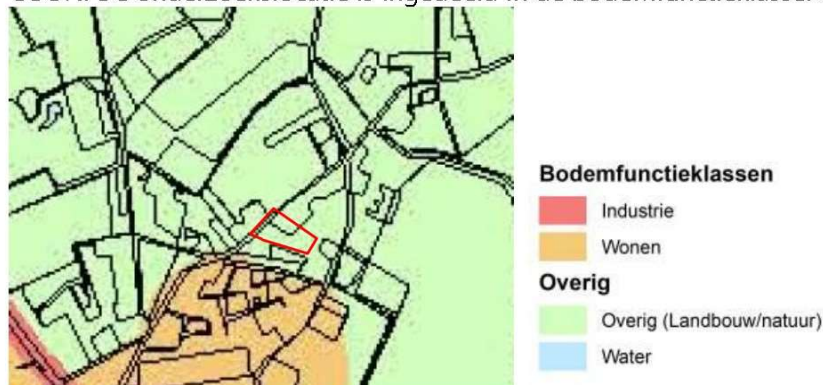 Bodemfunctieklassen
Industrie
Wonen
Overig
Overig (Landbouw/natuur)
Water